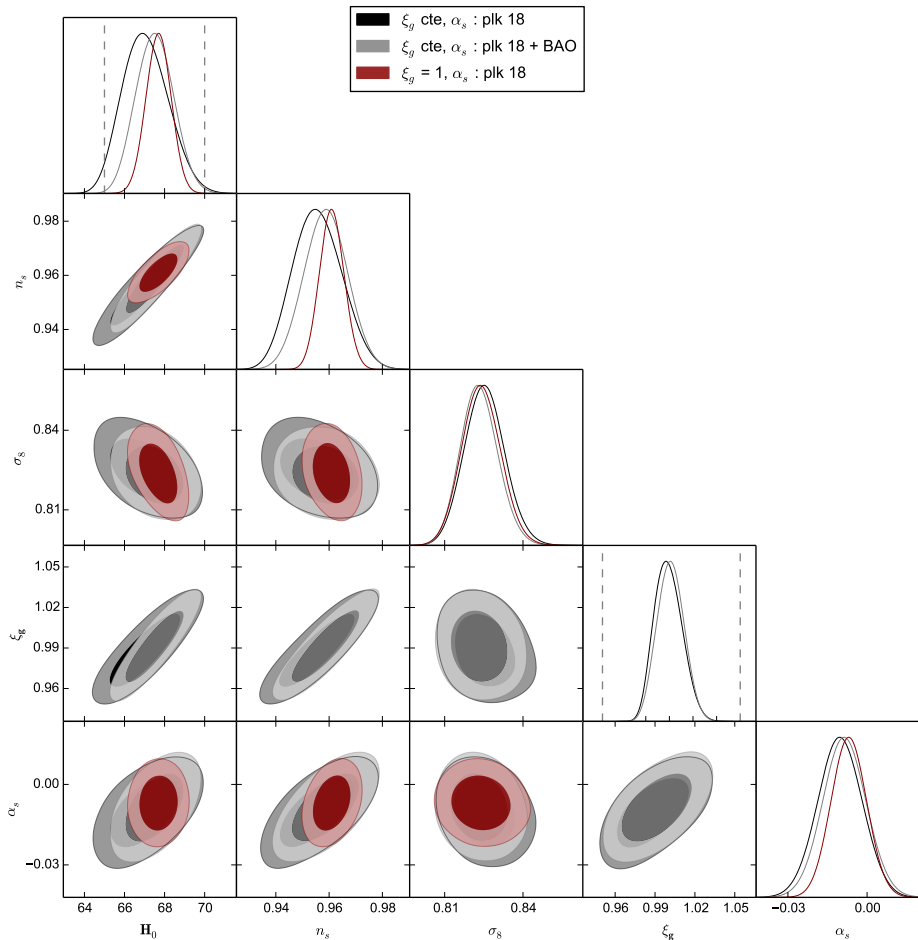 ξg cte, αs : plk 18
ξg cte, αs : plk 18 + BAO
ξg = 1, αs : plk 18
0.98
0.96
0.94
ns
0.84
0.81
σ8
1.05
1.02
0.99
0.96
ξg
0.00
−0.03
αs
64 66 68 70
0.94 0.96 0.98
0.81 0.84
0.96 0.99 1.02 1.05
−0.03 0.00
H0
ns
σ8
ξg
αs